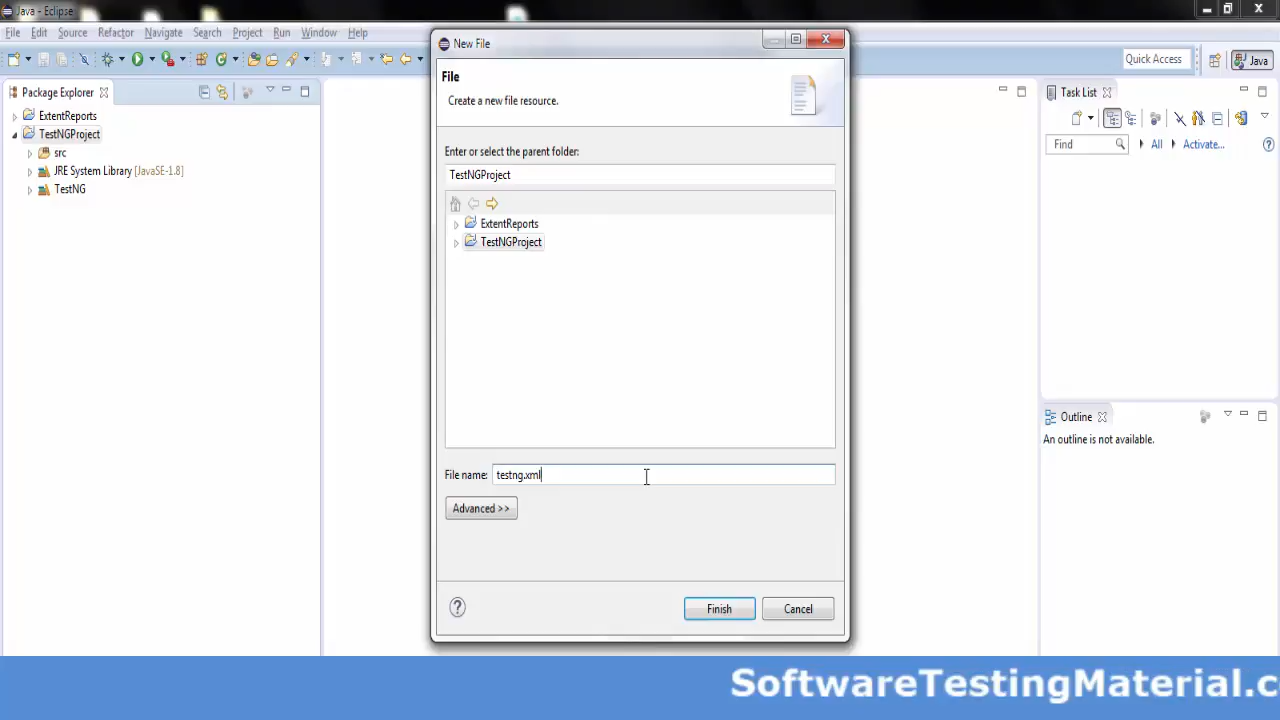 Java - Eclipse
File Edit Source Refactor Navigate Search Project Run Window Help
Quick Access
Java
Package Explorer
ExtentReports
TestNGProject
src
JRE System Library [JavaSE-1.8]
TestNG
New File
File
Create a new file resource.
Enter or select the parent folder:
TestNGProject
ExtentReports
TestNGProject
File name: testng.xml
Advanced >>
Finish
Cancel
Task List
Find
All
Activate...
Outline
An outline is not available.
SoftwareTestingMaterial.c